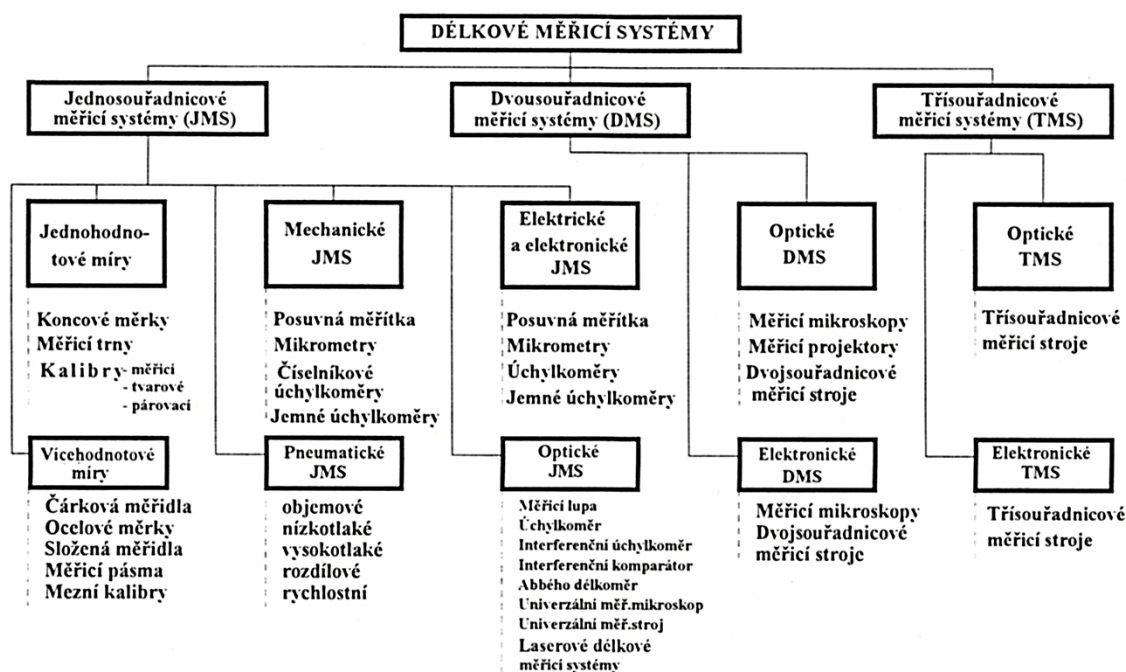 DÉLKOVÉ MĚŘICÍ SYSTÉMY
Jednosouřadnicové
měřicí systémy (JMS)
Dvousouřadnicové
měřicí systémy (DMS)
Třísouřadnicové
měřicí systémy (TMS)
Jednohodno-
tové míry
Mechanické
JMS
Elektrické
a elektronické
JMS
Optické
DMS
Optické
TMS
Koncové měrky
Měřicí trny
Kalibry - měřicí
- tvarové
- párovací
Posuvná měřítka
Mikrometry
Číselníkové
úchylkoměry
Jemné úchylkoměry
Posuvná měřítka
Mikrometry
Úchylkoměry
Jemné úchylkoměry
Měřicí mikroskopy
Měřicí projektory
Dvojsouřadnicové
měřicí stroje
Třísouřadnicové
měřicí stroje
Vícehodnotové
míry
Pneumatické
JMS
Optické
JMS
Elektronické
DMS
Elektronické
TMS
Čárková měřidla
Ocelové měrky
Složená měřidla
Měřicí pásma
Mezní kalibry
objemové
nízkotlaké
vysokotlaké
rozdílové
rychlostní
Měřicí lupa
Úchylkoměr
Interferenční úchylkoměr
Interferenční komparátor
Abbého délkoměr
Univerzální měř.mikroskop
Univerzální měř.stroj
Laserové délkové
měřicí systémy
Měřicí mikroskopy
Dvojsouřadnicové
měřicí stroje
Třísouřadnicové
měřicí stroje